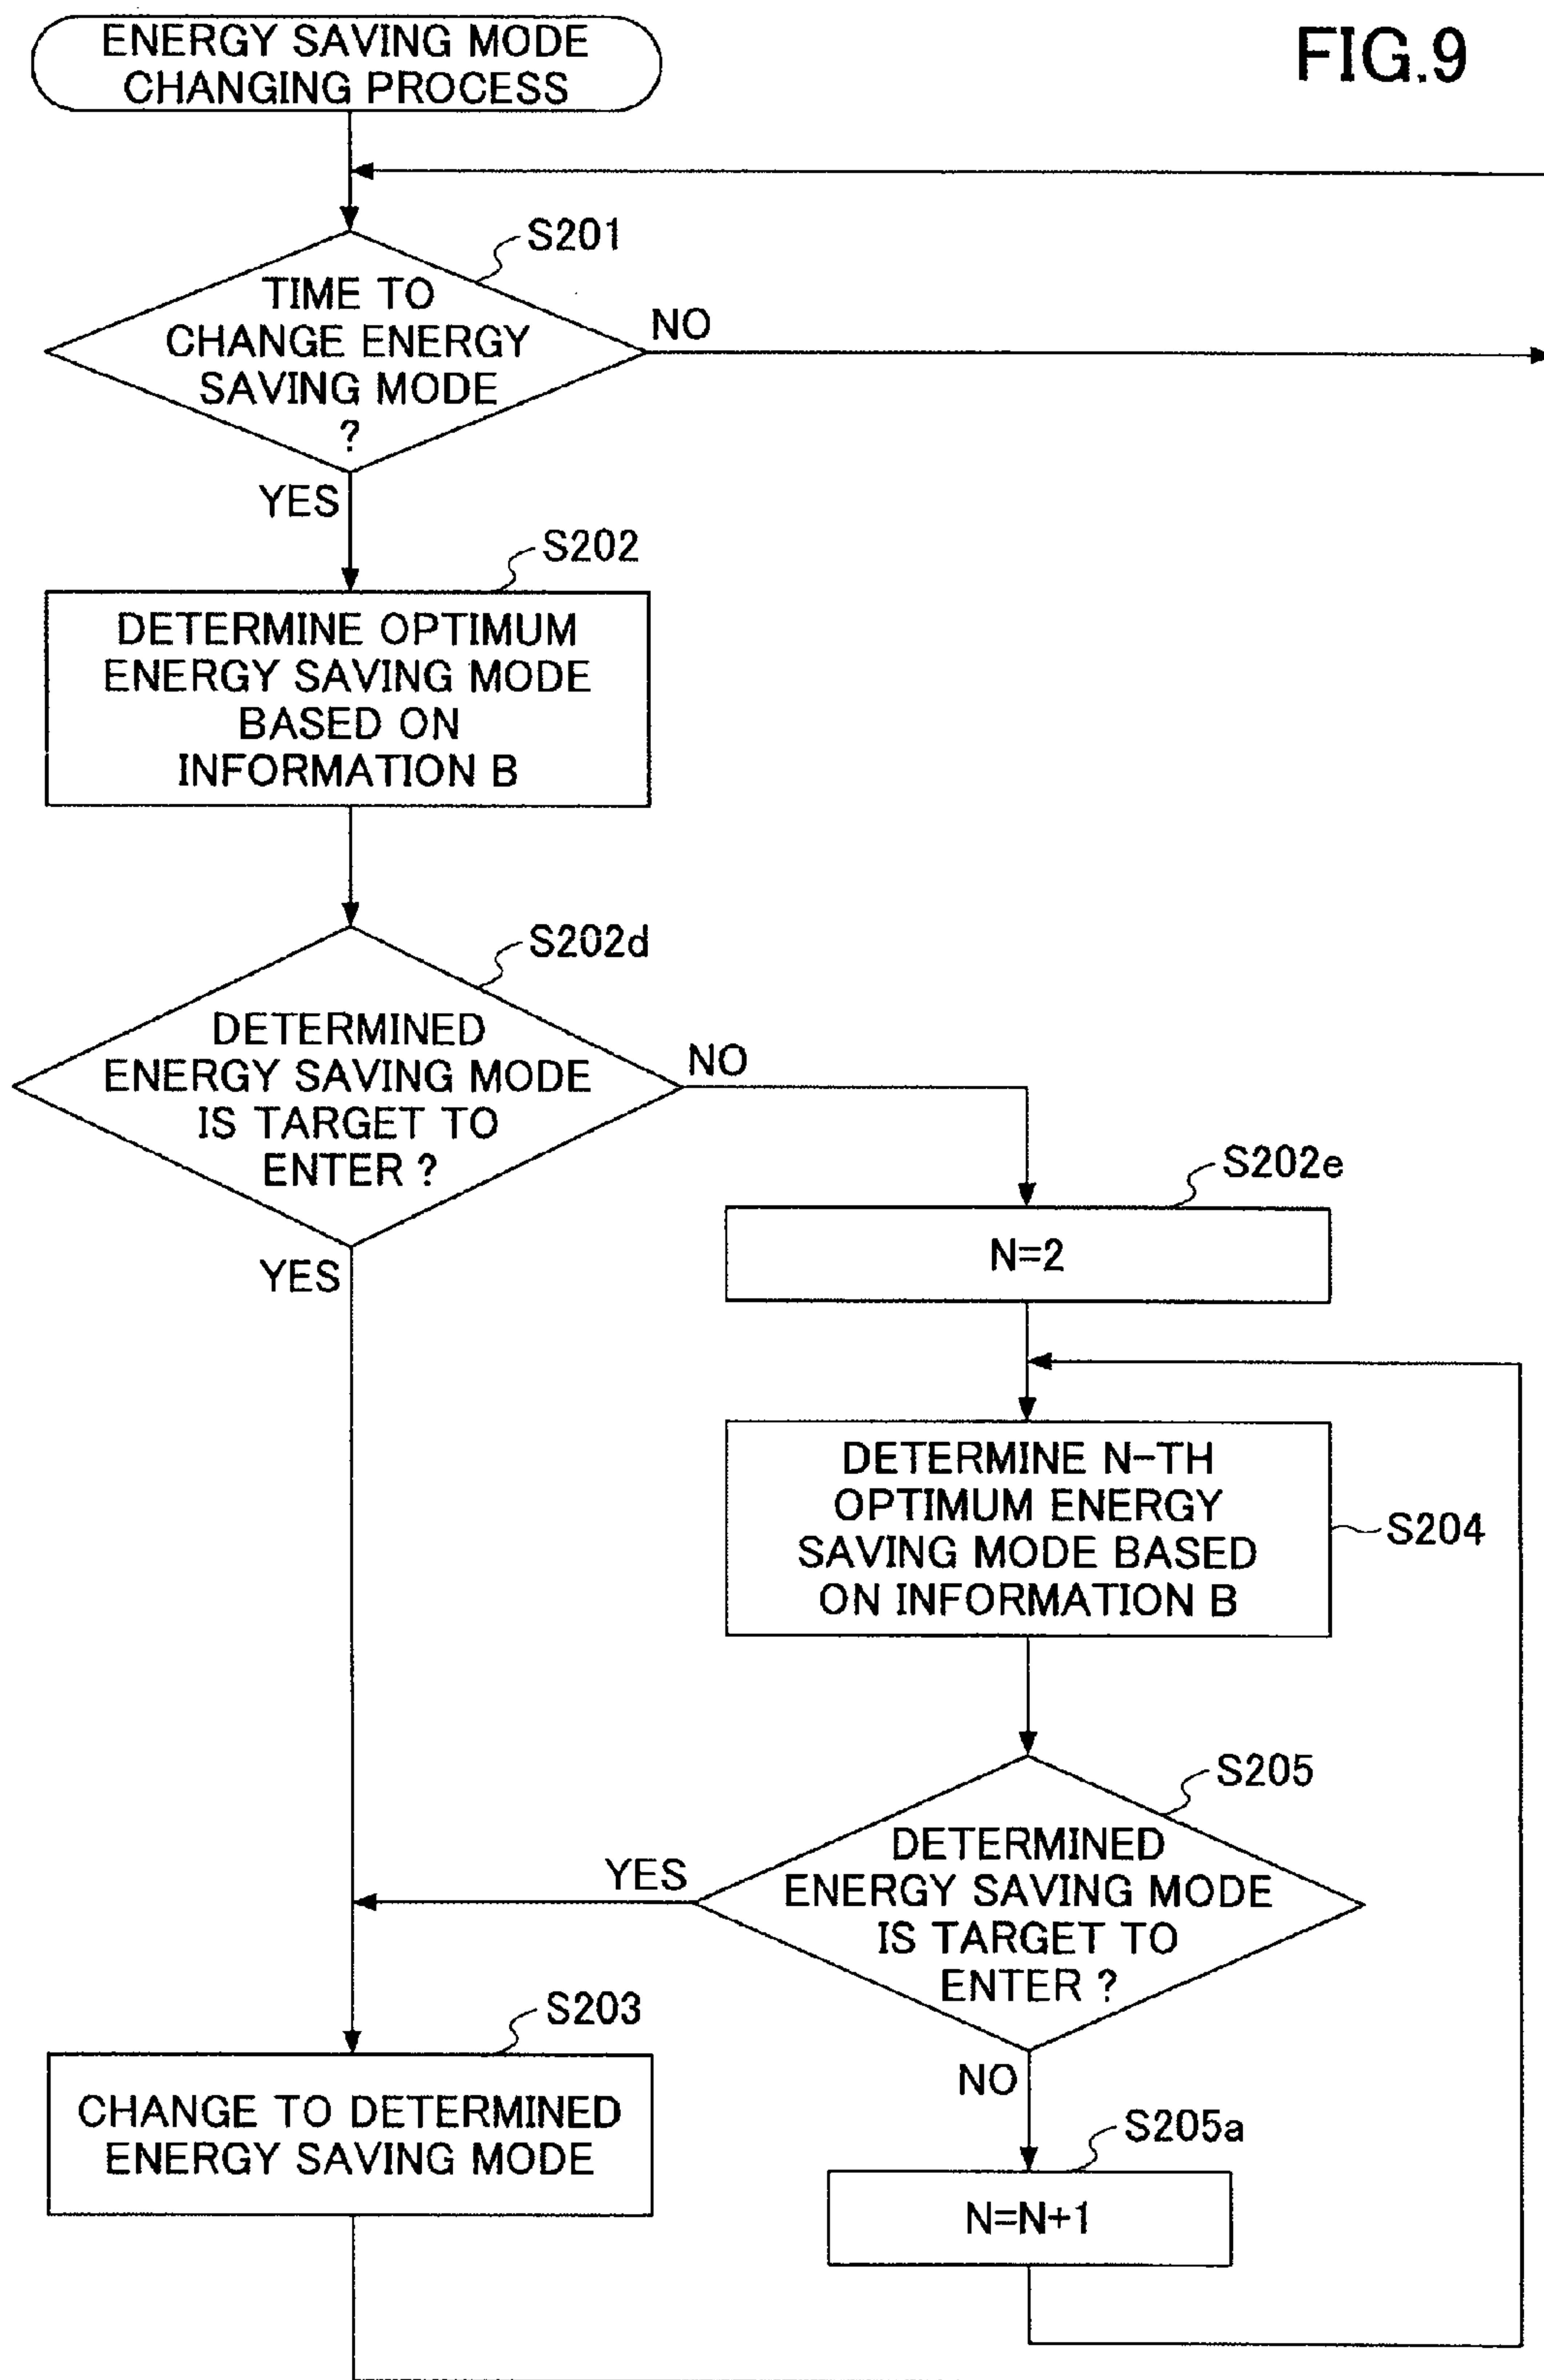 ENERGY SAVING MODE
CHANGING PROCESS
FIG.9
S201
TIME TO
CHANGE ENERGY
SAVING MODE
?
NO
YES
S202
DETERMINE OPTIMUM
ENERGY SAVING MODE
BASED ON
INFORMATION B
S202d
DETERMINED
ENERGY SAVING MODE
IS TARGET TO
ENTER ?
NO
YES
S202e
N=2
DETERMINE N-TH
OPTIMUM ENERGY
SAVING MODE BASED
ON INFORMATION B
S204
S205
DETERMINED
ENERGY SAVING MODE
IS TARGET TO
ENTER ?
YES
NO
S203
CHANGE TO DETERMINED
ENERGY SAVING MODE
S205a
N=N+1